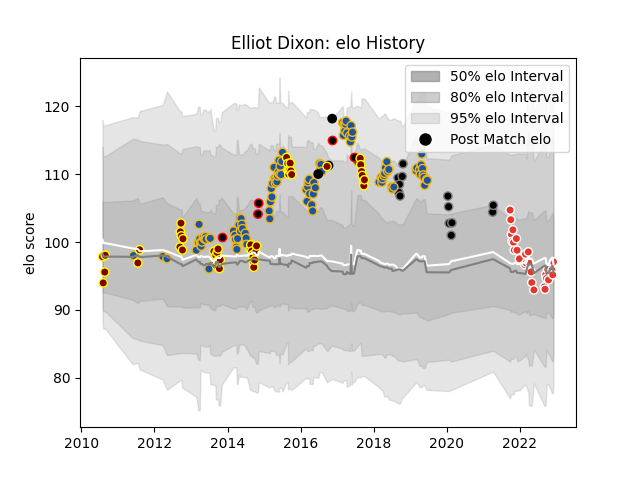 Elliot Dixon: elo History
50% elo Interval
80% elo Interval
95% elo Interval
Post Match elo
elo score
120
110
100
90
80
2010
2012
2014
2016
2018
2020
2022